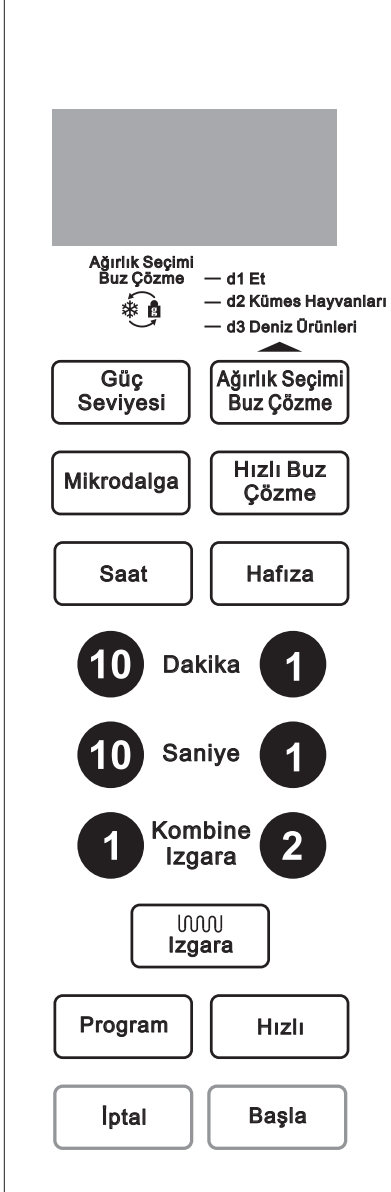 Ağırlık Seçimi
Buz Çözme
— d1 Et
— d2 Kümes Hayvanları
— d3 Deniz Ürünleri
g
Güç
Seviyesi
Ağırlık Seçimi
Buz Çözme
Mikrodalga
Hızlı Buz
Çözme
Saat
Hafıza
10 Dakika 1
10 Saniye 1
1 Kombine
Izgara 2
Izgara
Program
Hızlı
İptal
Başla